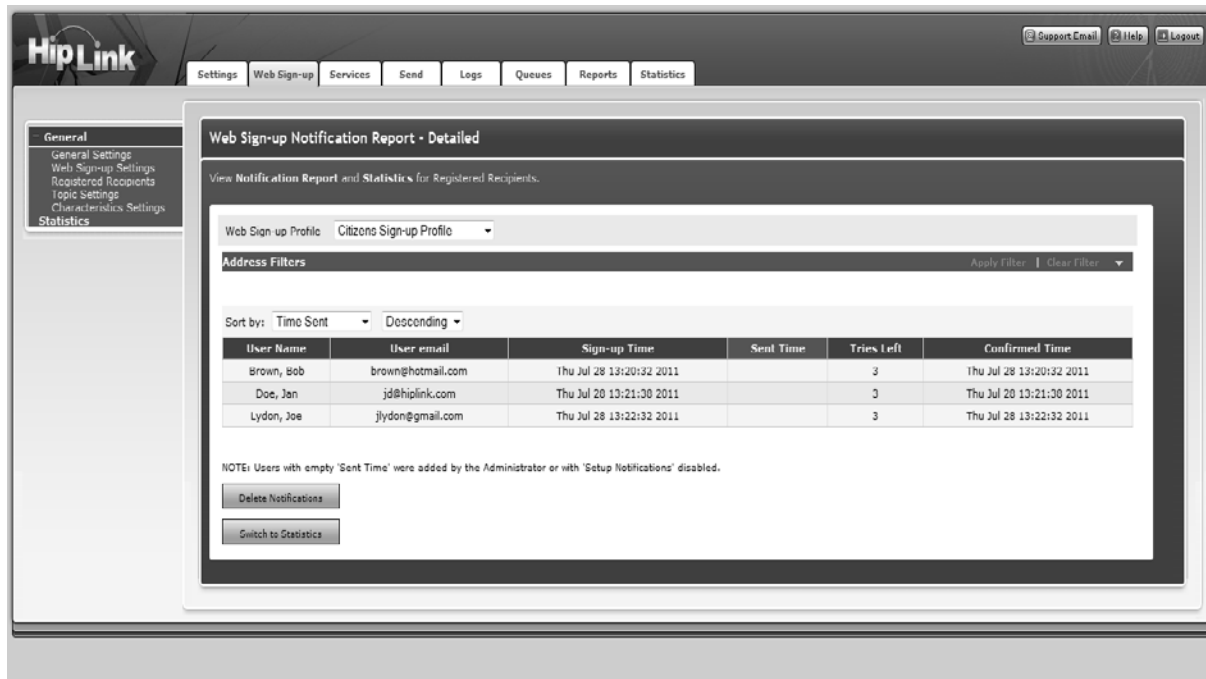 HipLink
Support Email Help Logout
Settings Web Sign-up Services Send Logs Queues Reports Statistics
General
General Settings
Web Sign-up Settings
Registered Recipients
Topic Settings
Characteristics Settings
Statistics
Web Sign-up Notification Report - Detailed
View Notification Report and Statistics for Registered Recipients.
Web Sign-up Profile Citizens Sign-up Profile
Address Filters Apply Filter | Clear Filter
Sort by: Time Sent Descending
User Name User email Sign-up Time Sent Time Tries Left Confirmed Time
Brown, Bob brown@hotmail.com Thu Jul 28 13:20:32 2011 3 Thu Jul 28 13:20:32 2011
Doe, Jan jd@hiplink.com Thu Jul 28 13:21:38 2011 3 Thu Jul 28 13:21:38 2011
Lydon, Joe jlydon@gmail.com Thu Jul 28 13:22:32 2011 3 Thu Jul 28 13:22:32 2011
NOTE: Users with empty 'Sent Time' were added by the Administrator or with 'Setup Notifications' disabled.
Delete Notifications
Switch to Statistics